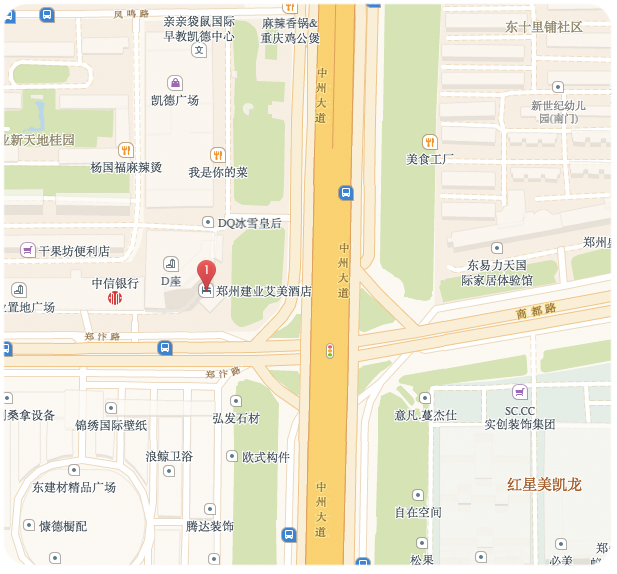 凤鸣路
亲亲袋鼠国际
早教凯德中心
麻辣香锅&
重庆鸡公煲
东十里铺社区
凯德广场
中州大道
新世纪幼儿
园(南门)
业新天地桂园
杨国福麻辣烫
我是你的菜
美食工厂
DQ冰雪皇后
干果坊便利店
中州大道
东易力天国
际家居体验馆
郑州
D座
中信银行
1
郑州建业艾美酒店
业置地广场
商都路
郑汴路
郑汴路
桑拿设备
锦绣国际壁纸
弘发石材
意凡.蔓杰仕
SC.CC
实创装饰集团
浪鲸卫浴
欧式构件
东建材精品广场
红星美凯龙
中州大道
慷德橱配
腾达装饰
自在空间
松果
必美
郑